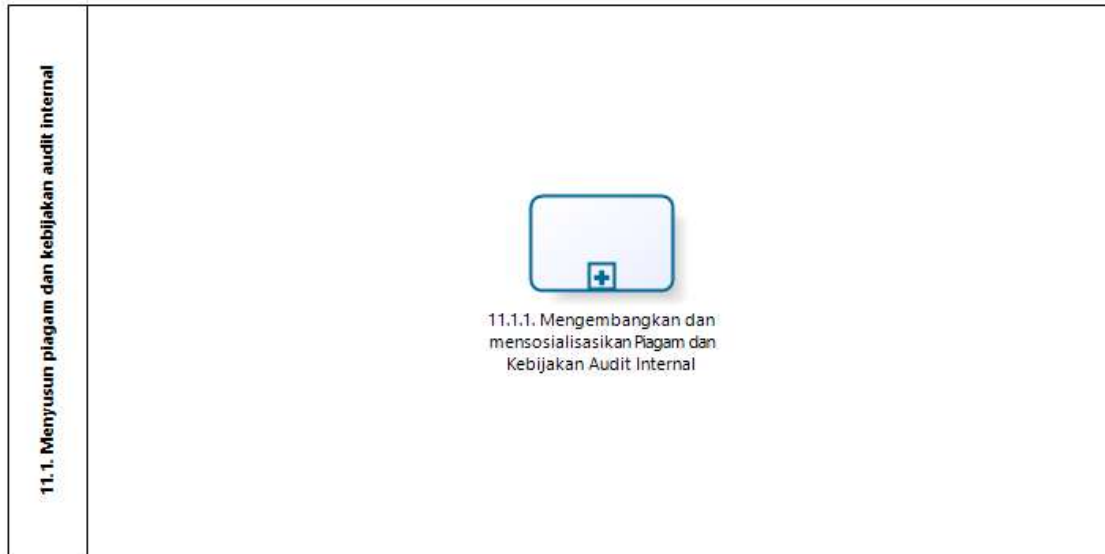 11.1. Menyusun piagam dan kebijakan audit internal
11.1.1. Mengembangkan dan
mensosialisasikan Piagam dan
Kebijakan Audit Internal